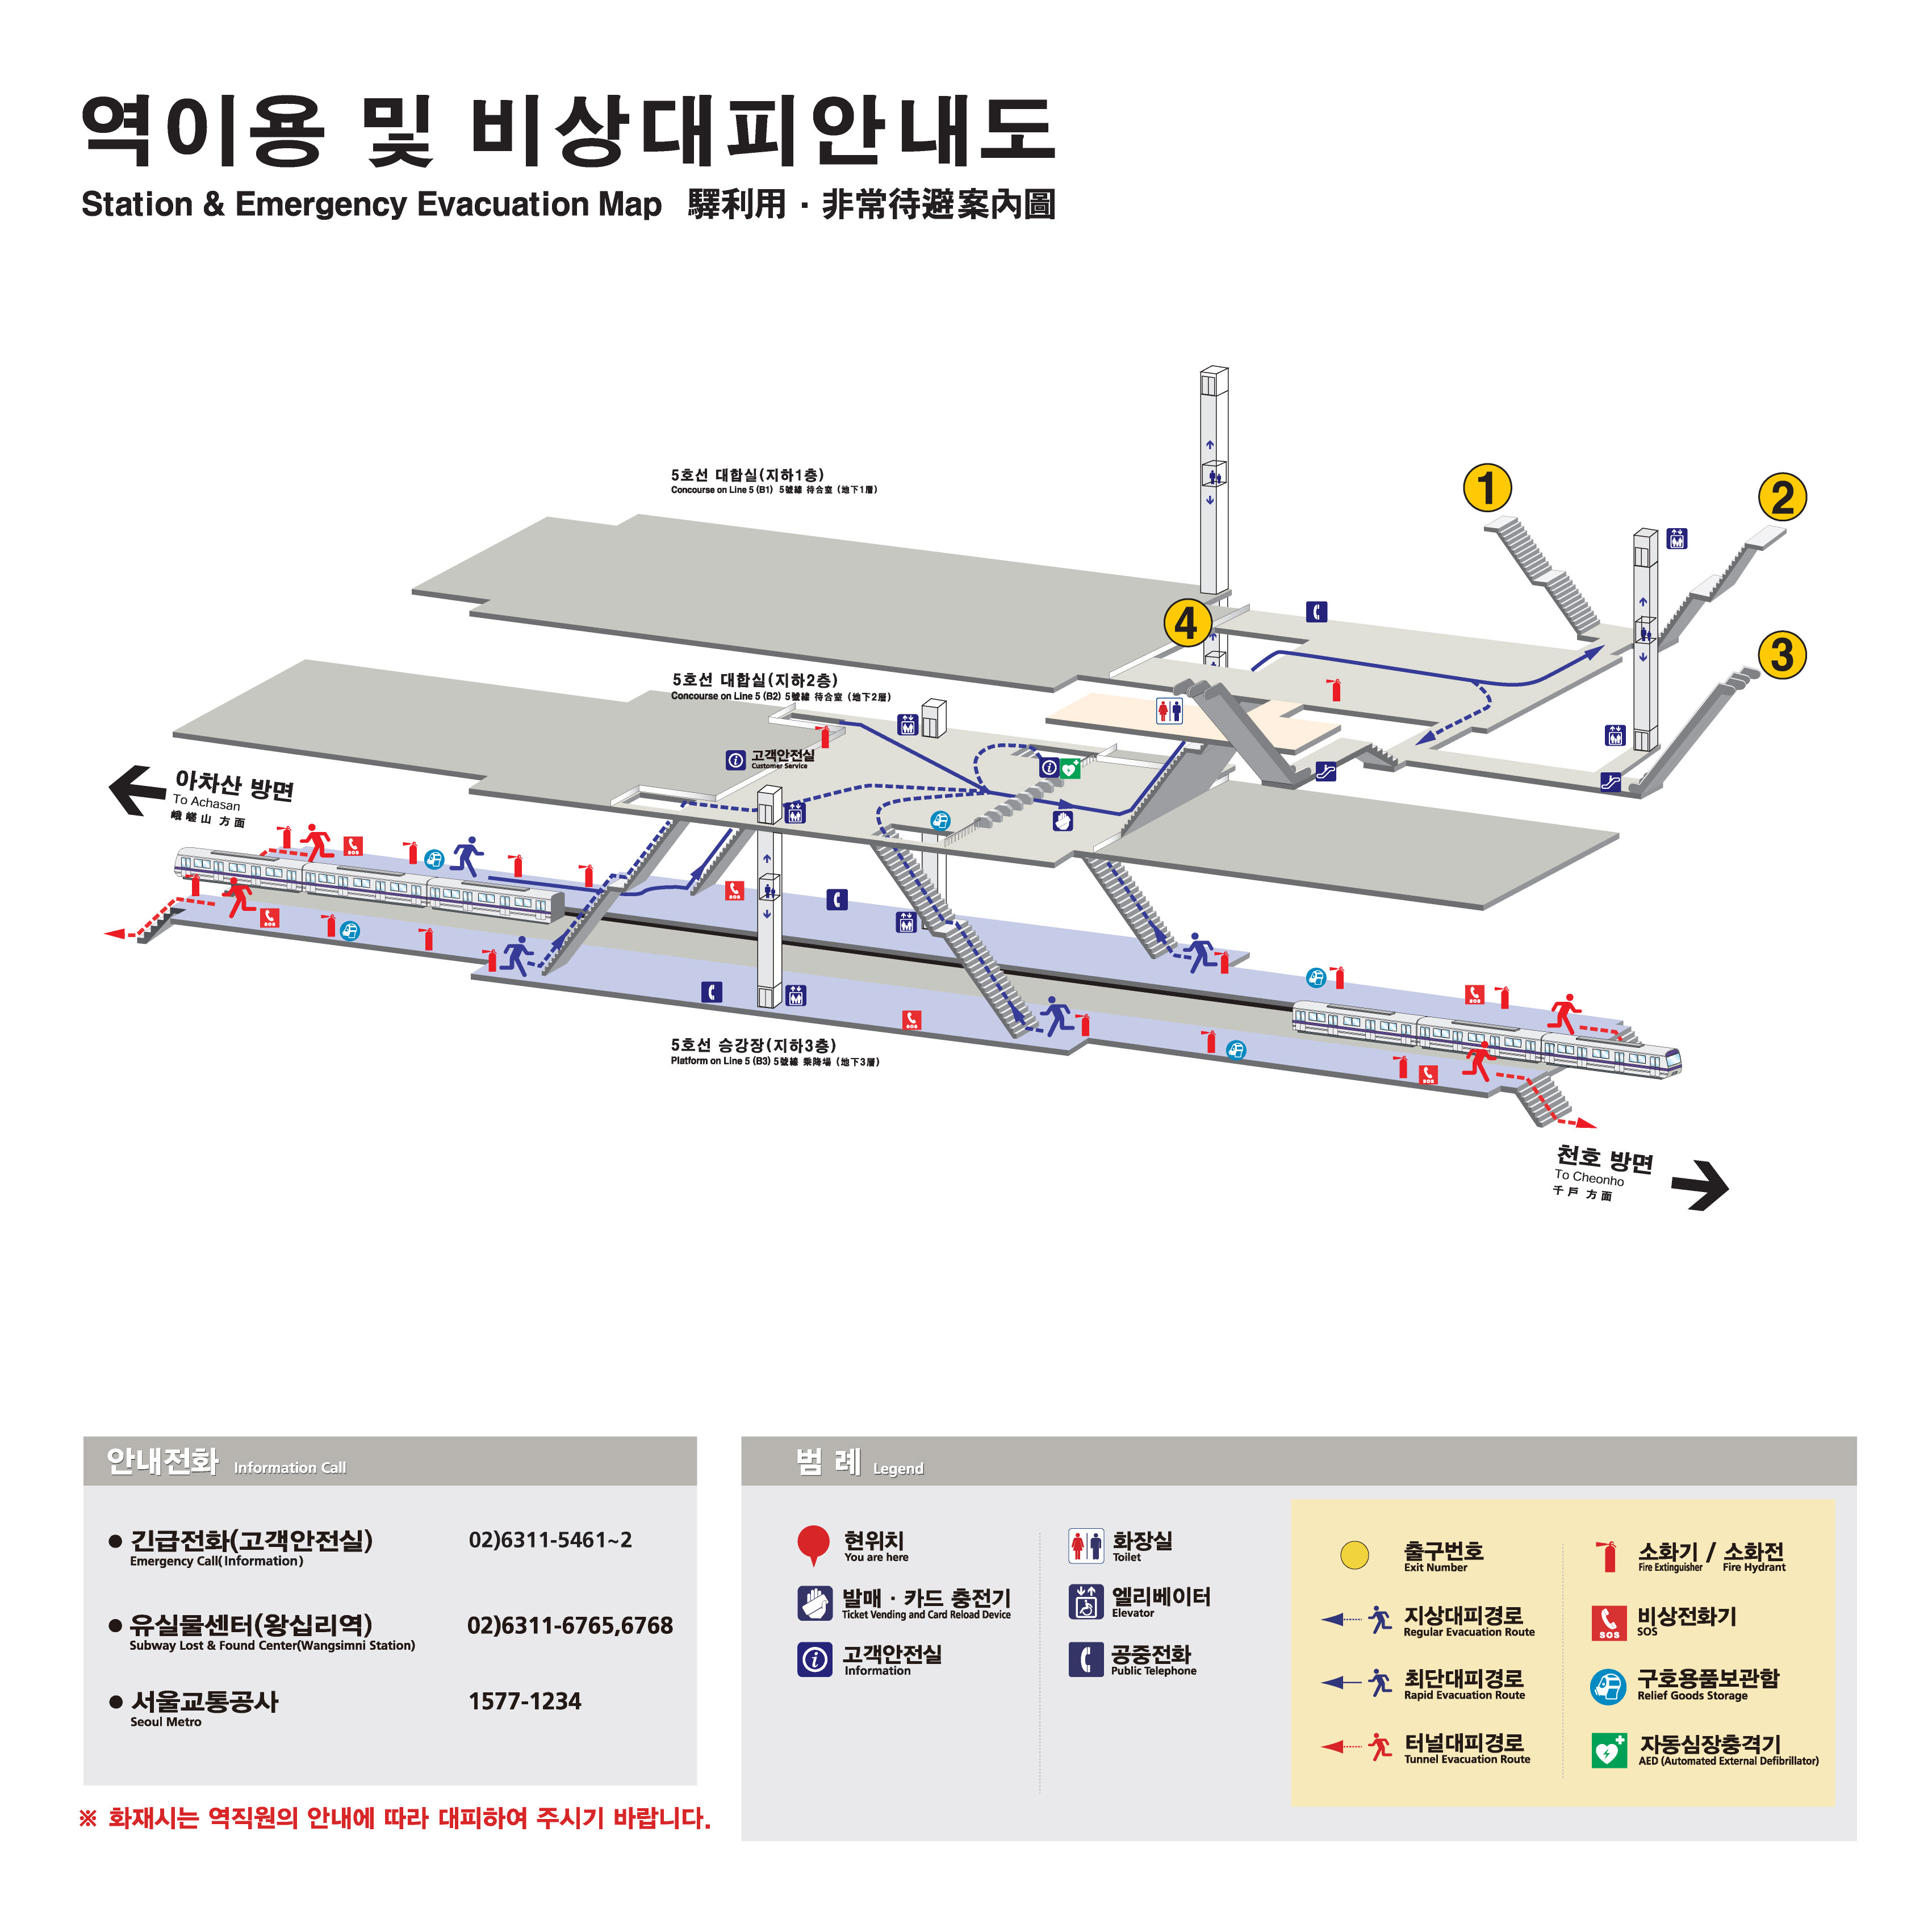 역이용 및 비상대피안내도
Station & Emergency Evacuation Map 驛利用 · 非常待避案內圖
5호선 대합실(지하1층)
Concourse on Line 5 (B1) 5號線 待合室 (地下1層)
1
2
4
3
5호선 대합실(지하2층)
Concourse on Line 5 (B2) 5號線 待合室 (地下2層)
고객안전실
Customer Service
아차산 방면
To Achasan
峨嵯山 方面
SOS
SOS
SOS
SOS
SOS
SOS
5호선 승강장(지하3층)
Platform on Line 5 (B3) 5號線 乘降場 (地下3層)
천호 방면
To Cheonho
千戶 方面
안내전화 Information Call
긴급전화(고객안전실) 02)6311-5461~2
Emergency Call(Information)
유실물센터(왕십리역) 02)6311-6765,6768
Subway Lost & Found Center(Wangsimni Station)
서울교통공사 1577-1234
Seoul Metro
※ 화재시는 역직원의 안내에 따라 대피하여 주시기 바랍니다.
범 례 Legend
현위치
You are here
발매 · 카드 충전기
Ticket Vending and Card Reload Device
고객안전실
Information
화장실
Toilet
엘리베이터
Elevator
공중전화
Public Telephone
출구번호
Exit Number
지상대피경로
Regular Evacuation Route
최단대피경로
Rapid Evacuation Route
터널대피경로
Tunnel Evacuation Route
소화기 / 소화전
Fire Extinguisher Fire Hydrant
SOS
비상전화기
SOS
구호용품보관함
Relief Goods Storage
자동심장충격기
AED (Automated External Defibrillator)